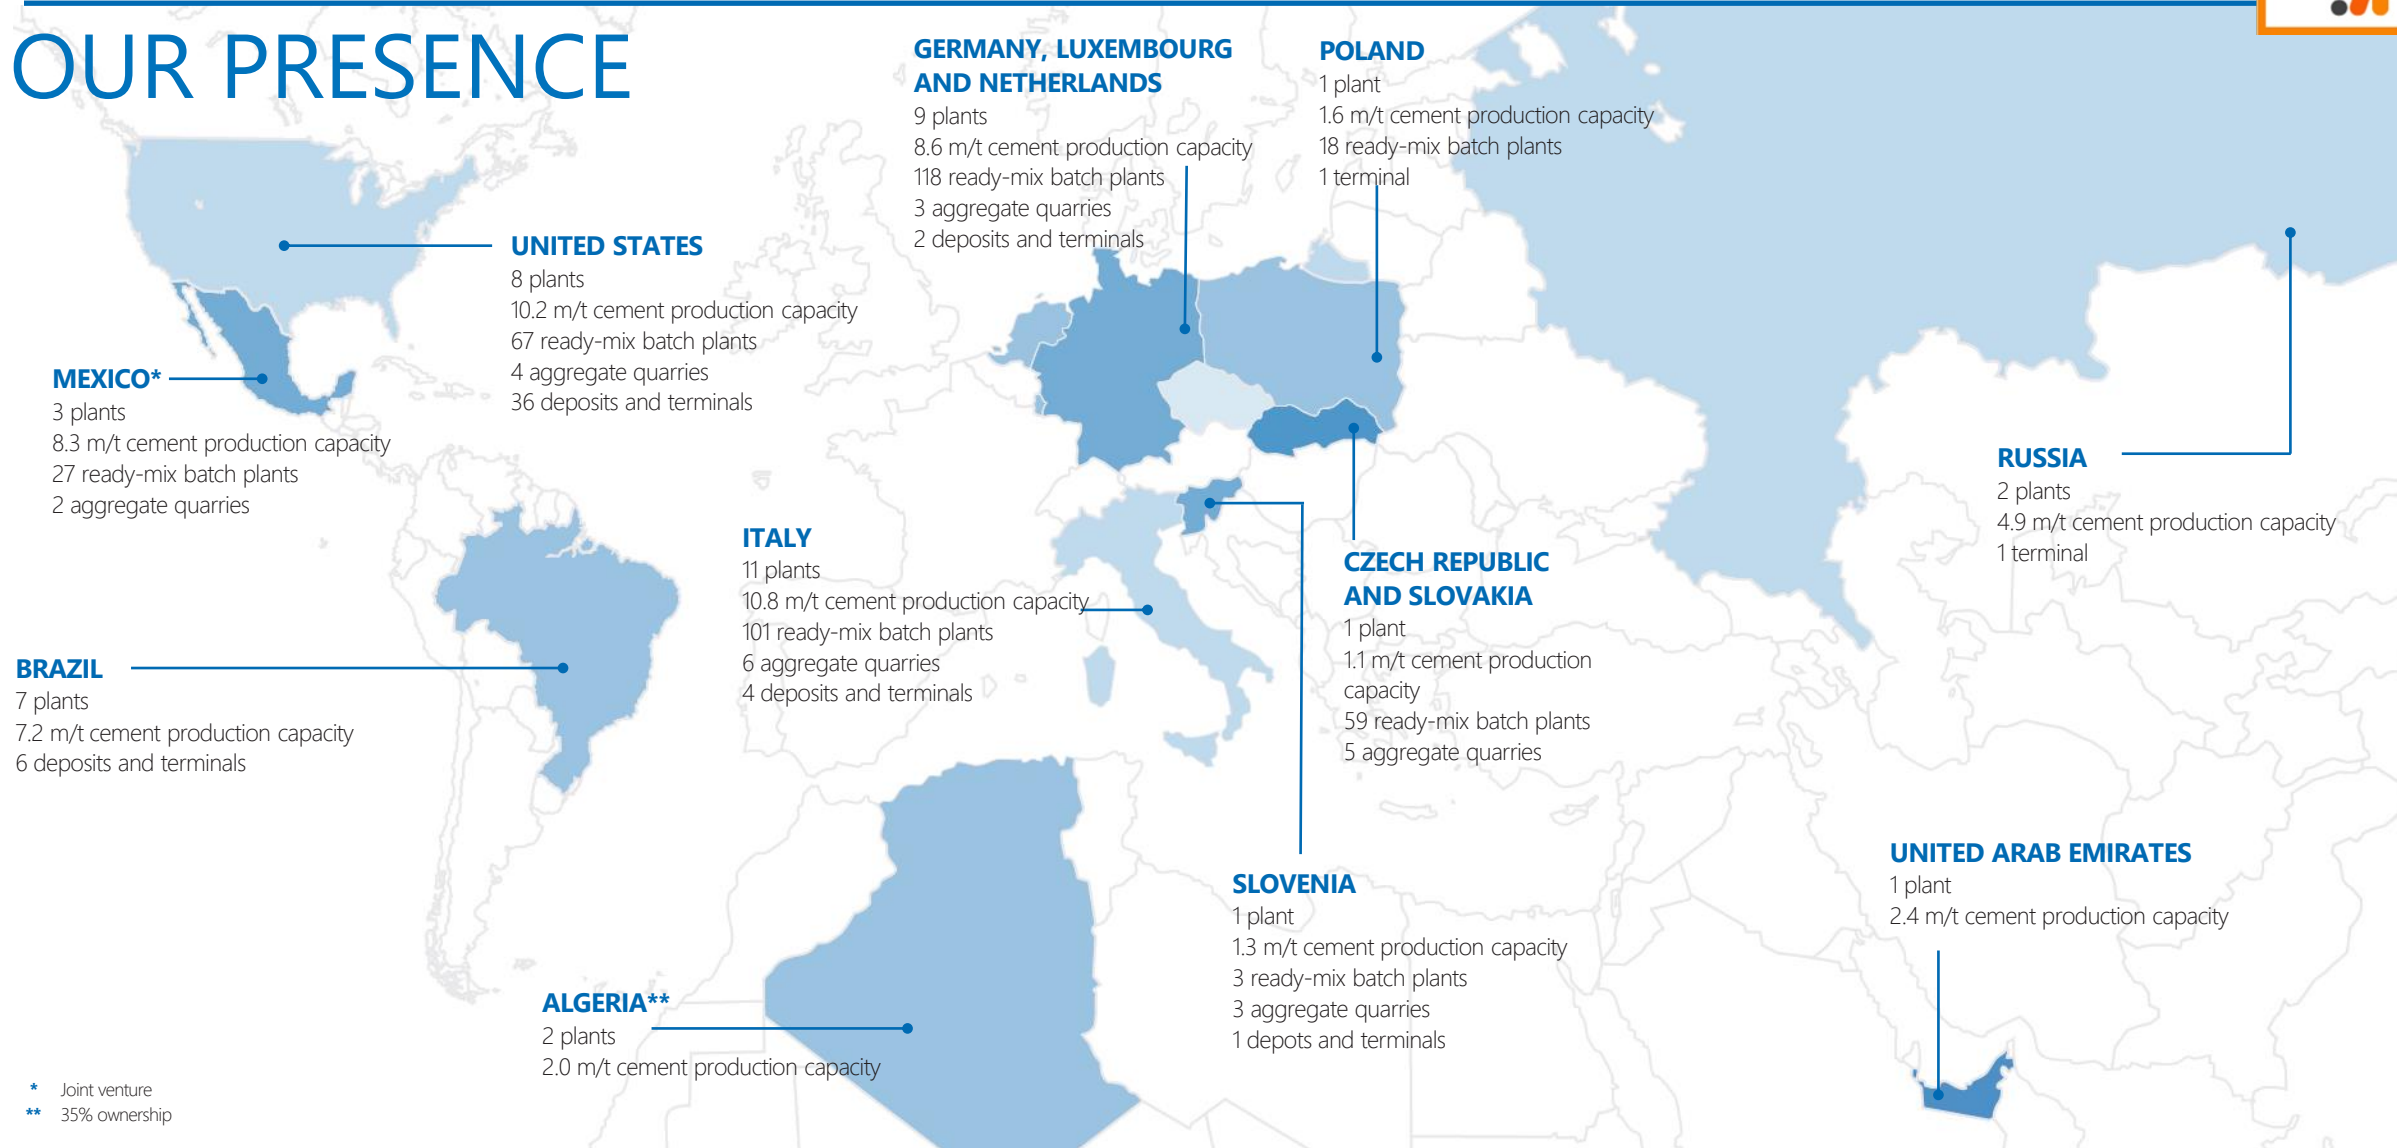 OUR PRESENCE
GERMANY, LUXEMBOURG
AND NETHERLANDS
9 plants
8.6 m/t cement production capacity
118 ready-mix batch plants
3 aggregate quarries
2 deposits and terminals
POLAND
1 plant
1.6 m/t cement production capacity
18 ready-mix batch plants
1 terminal
UNITED STATES
8 plants
10.2 m/t cement production capacity
67 ready-mix batch plants
4 aggregate quarries
36 deposits and terminals
MEXICO*
3 plants
8.3 m/t cement production capacity
27 ready-mix batch plants
2 aggregate quarries
RUSSIA
2 plants
4.9 m/t cement production capacity
1 terminal
ITALY
11 plants
10.8 m/t cement production capacity
101 ready-mix batch plants
6 aggregate quarries
4 deposits and terminals
CZECH REPUBLIC
AND SLOVAKIA
1 plant
1.1 m/t cement production
capacity
59 ready-mix batch plants
5 aggregate quarries
BRAZIL
7 plants
7.2 m/t cement production capacity
6 deposits and terminals
UNITED ARAB EMIRATES
1 plant
2.4 m/t cement production capacity
SLOVENIA
1 plant
1.3 m/t cement production capacity
3 ready-mix batch plants
3 aggregate quarries
1 depots and terminals
ALGERIA**
2 plants
2.0 m/t cement production capacity
* Joint venture
** 35% ownership